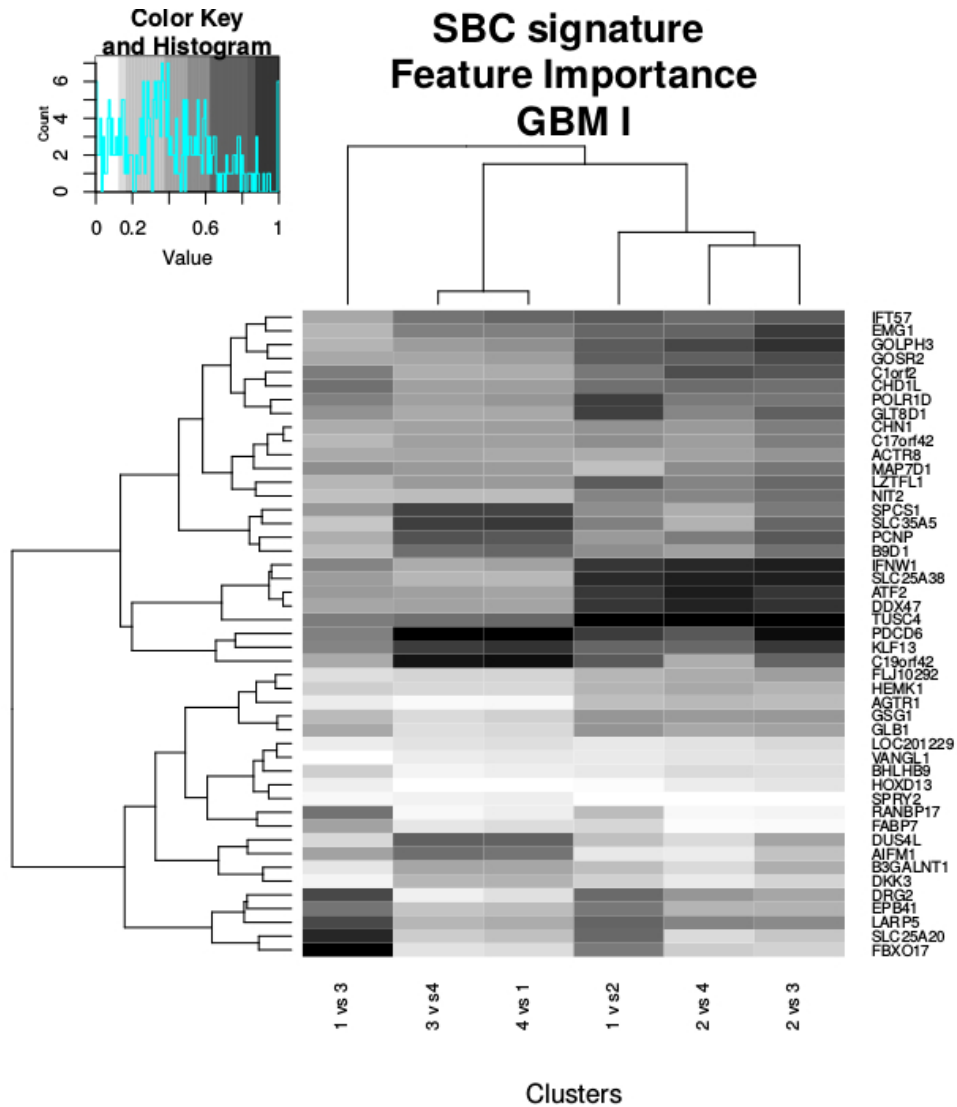 Color Key
and Histogram
SBC signature
Feature Importance
GBM I
Count
0
2
4
6
0 0.2 0.6 1
Value
IFT57
EMG1
GOLPH3
GOSR2
C1orf2
CHD1L
POLR1D
GLT8D1
CHN1
C17orf42
ACTR8
MAP7D1
LZTFL1
NIT2
SPCS1
SLC35A5
PCNP
B9D1
IFNW1
SLC25A38
ATF2
DDX47
TUSC4
PDCD6
KLF13
C19orf42
FLJ10292
HEMK1
AGTR1
GSG1
GLB1
LOC201229
VANGL1
BHLHB9
HOXD13
SPRY2
RANBP17
FABP7
DUS4L
AIFM1
B3GALNT1
DKK3
DRG2
EPB41
LARP5
SLC25A20
FBXO17
1 vs 3
3 v s4
4 vs 1
1 v s2
2 vs 4
2 vs 3
Clusters